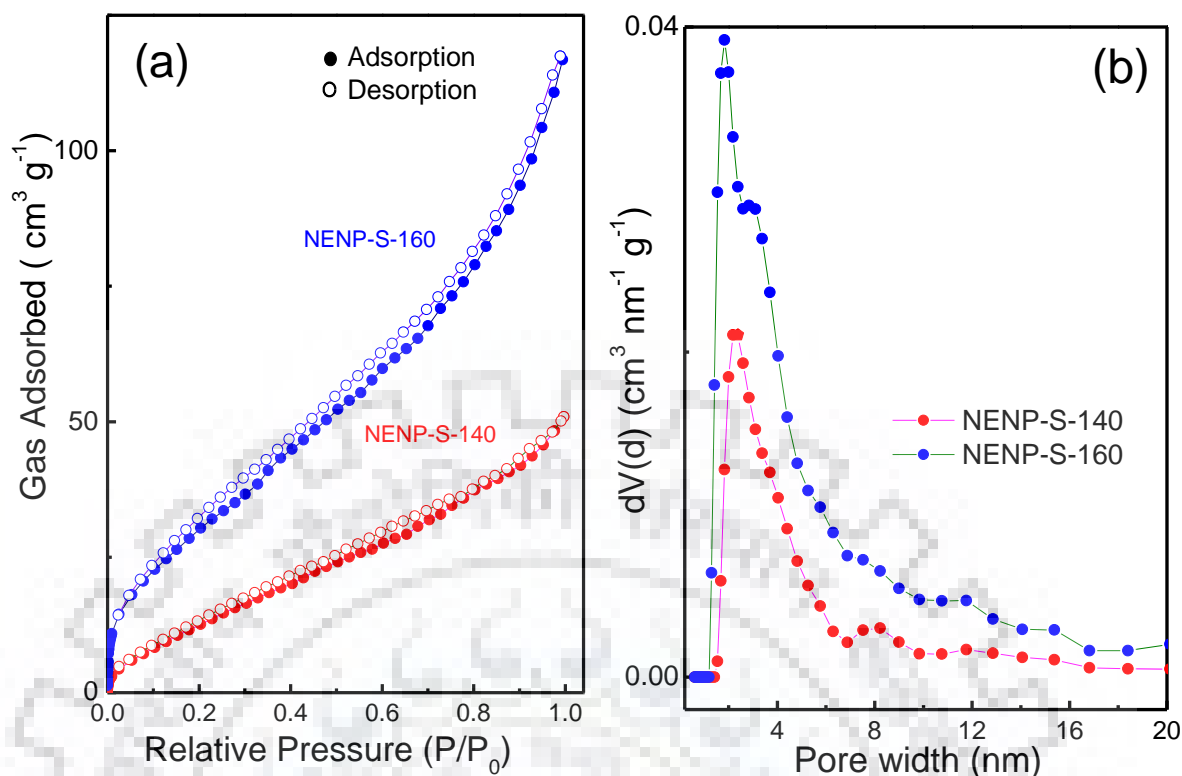 (a)
● Adsorption
○ Desorption
NENP-S-160
NENP-S-140
100
50
0
0.0 0.2 0.4 0.6 0.8 1.0
Gas Adsorbed ( cm³ g⁻¹)
Relative Pressure (P/P₀)
(b)
0.04
0.00
NENP-S-140
NENP-S-160
4 8 12 16 20
dV(d) (cm³ nm⁻¹ g⁻¹)
Pore width (nm)